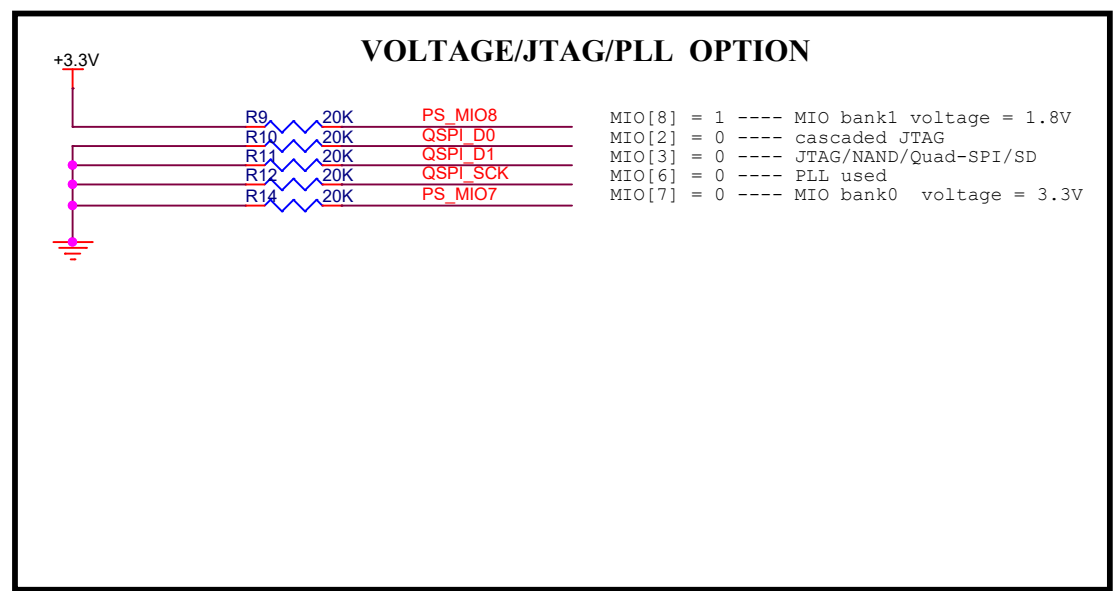 VOLTAGE/JTAG/PLL OPTION
+3.3V
R9 20K PS_MIO8 MIO[8] = 1 ---- MIO bank1 voltage = 1.8V
R10 20K QSPI_D0 MIO[2] = 0 ---- cascaded JTAG
R11 20K QSPI_D1 MIO[3] = 0 ---- JTAG/NAND/Quad-SPI/SD
R12 20K QSPI_SCK MIO[6] = 0 ---- PLL used
R14 20K PS_MIO7 MIO[7] = 0 ---- MIO bank0 voltage = 3.3V